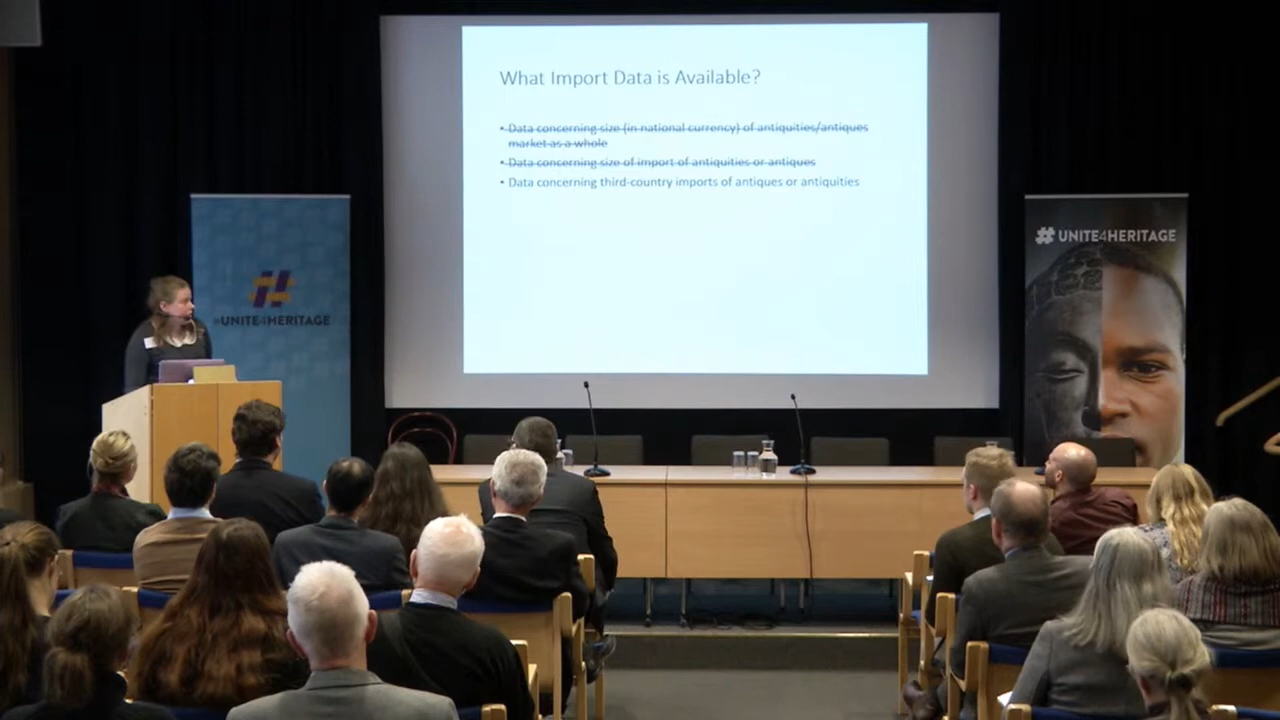 What Import Data is Available?
• Data concerning size (in national currency) of antiquities/antiques
market as a whole
• Data concerning size of import of antiquities or antiques
• Data concerning third-country imports of antiques or antiquities
#UNITE4HERITAGE
#UNITE4HERITAGE